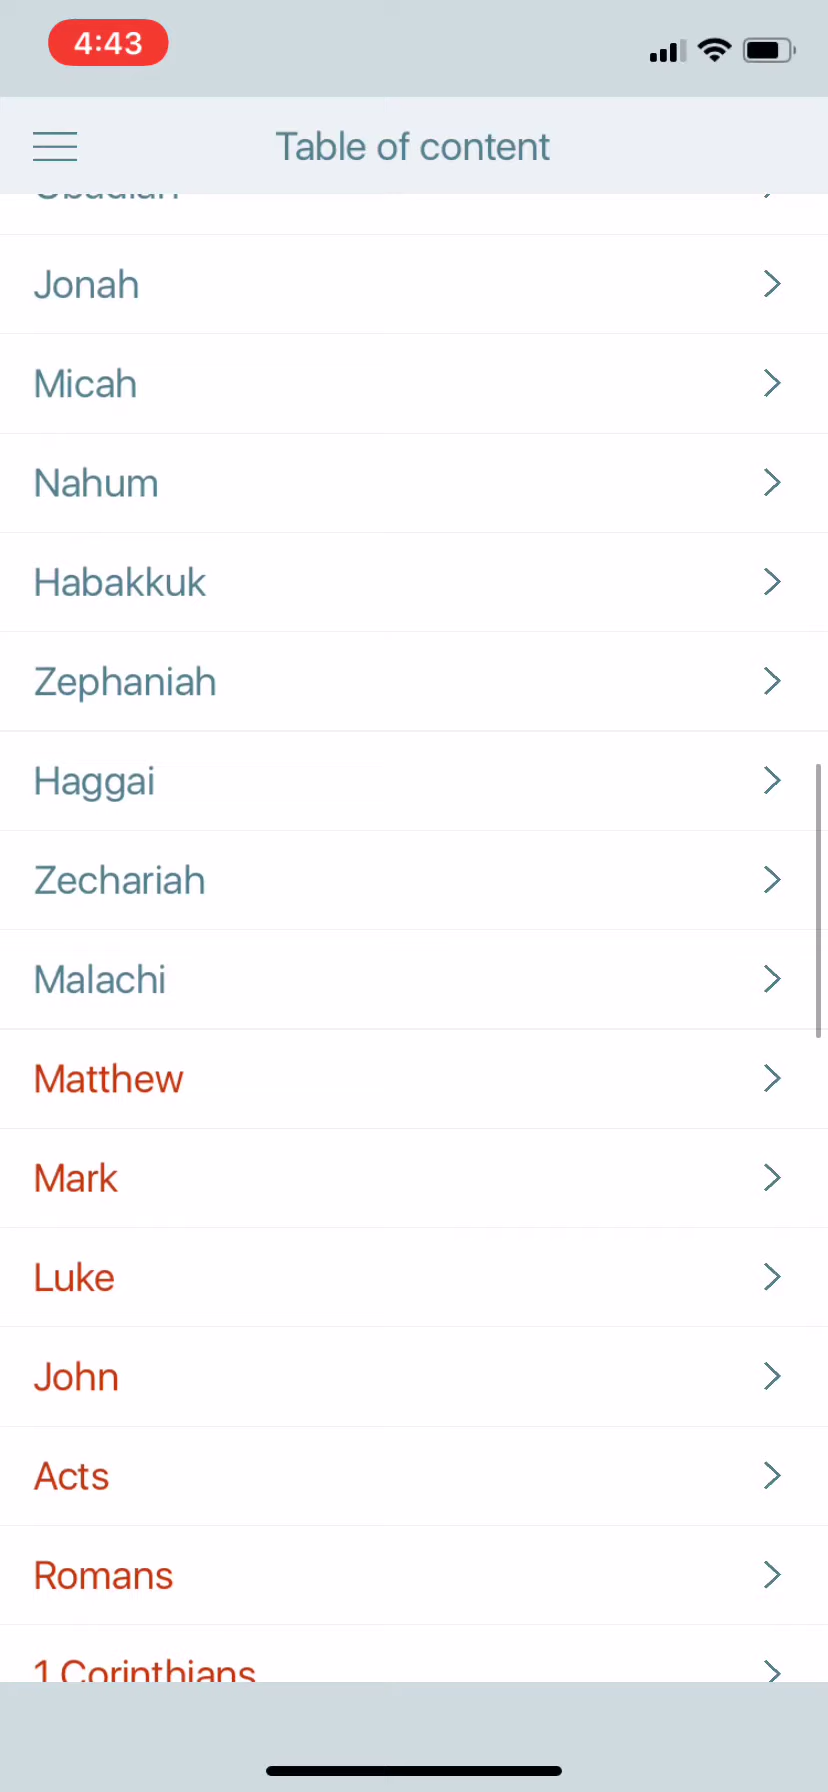 4:43
Table of content
Obadiah
Jonah
Micah
Nahum
Habakkuk
Zephaniah
Haggai
Zechariah
Malachi
Matthew
Mark
Luke
John
Acts
Romans
1 Corinthians